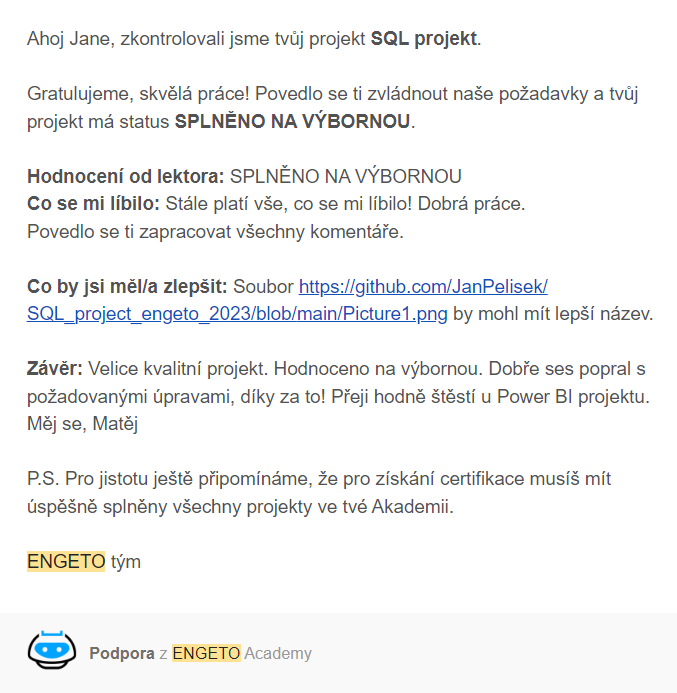 Ahoj Jane, zkontrolovali jsme tvůj projekt SQL projekt.
Gratulujeme, skvělá práce! Povedlo se ti zvládnout naše požadavky a tvůj
projekt má status SPLNĚNO NA VÝBORNOU.
Hodnocení od lektora: SPLNĚNO NA VÝBORNOU
Co se mi líbilo: Stále platí vše, co se mi líbilo! Dobrá práce.
Povedlo se ti zapracovat všechny komentáře.
Co by jsi měl/a zlepšit: Soubor https://github.com/JanPelisek/
SQL_project_engeto_2023/blob/main/Picture1.png by mohl mít lepší název.
Závěr: Velice kvalitní projekt. Hodnoceno na výbornou. Dobře ses popral s
požadovanými úpravami, díky za to! Přeji hodně štěstí u Power BI projektu.
Měj se, Matěj
P.S. Pro jistotu ještě připomínáme, že pro získání certifikace musíš mít
úspěšně splněny všechny projekty ve tvé Akademii.
ENGETO tým
Podpora z ENGETO Academy